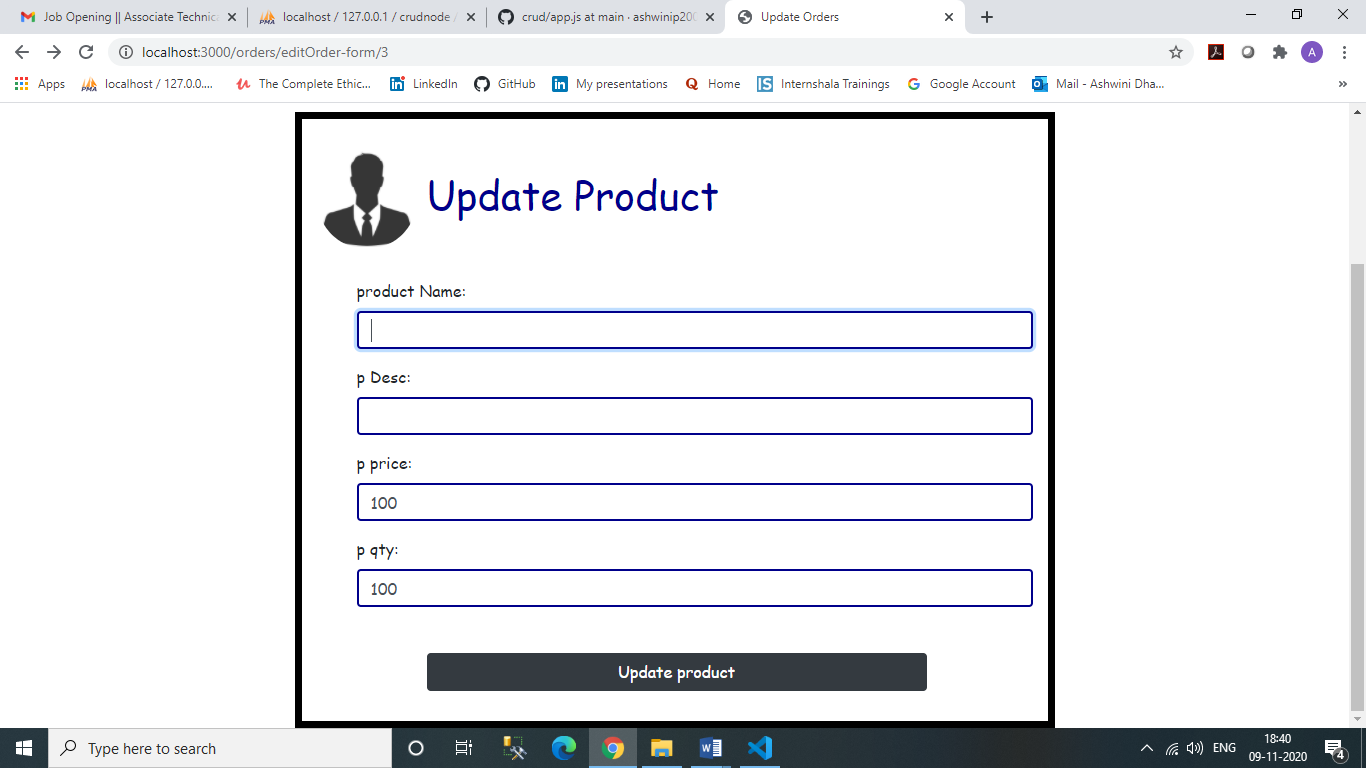 Job Opening || Associate Technica
localhost / 127.0.0.1 / crudnode /
crud/app.js at main · ashwinip200
Update Orders
localhost:3000/orders/editOrder-form/3
A
Apps
PMA
localhost / 127.0.0....
The Complete Ethic...
LinkedIn
GitHub
My presentations
Home
Internshala Trainings
Google Account
Mail - Ashwini Dha...
»
Update Product
product Name:
p Desc:
p price:
100
p qty:
100
Update product
Type here to search
ENG
18:40
09-11-2020
4